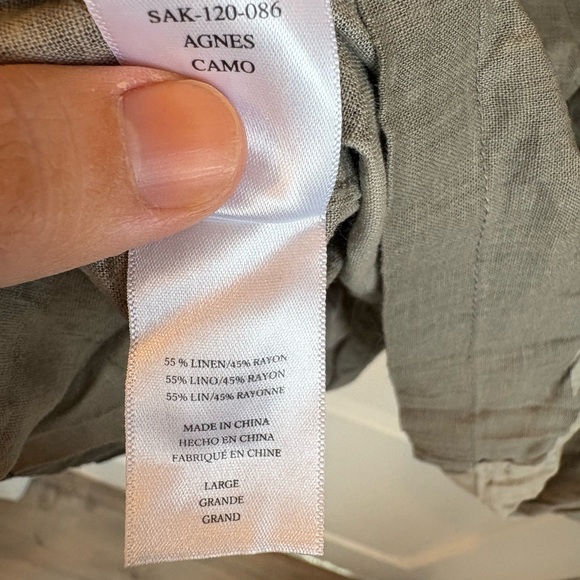 SAK-120-086
AGNES
CAMO
55 % LINEN/45% RAYON
55% LINO/45% RAYON
55% LIN/45% RAYONNE
MADE IN CHINA
HECHO EN CHINA
FABRIQUÉ EN CHINE
LARGE
GRANDE
GRAND